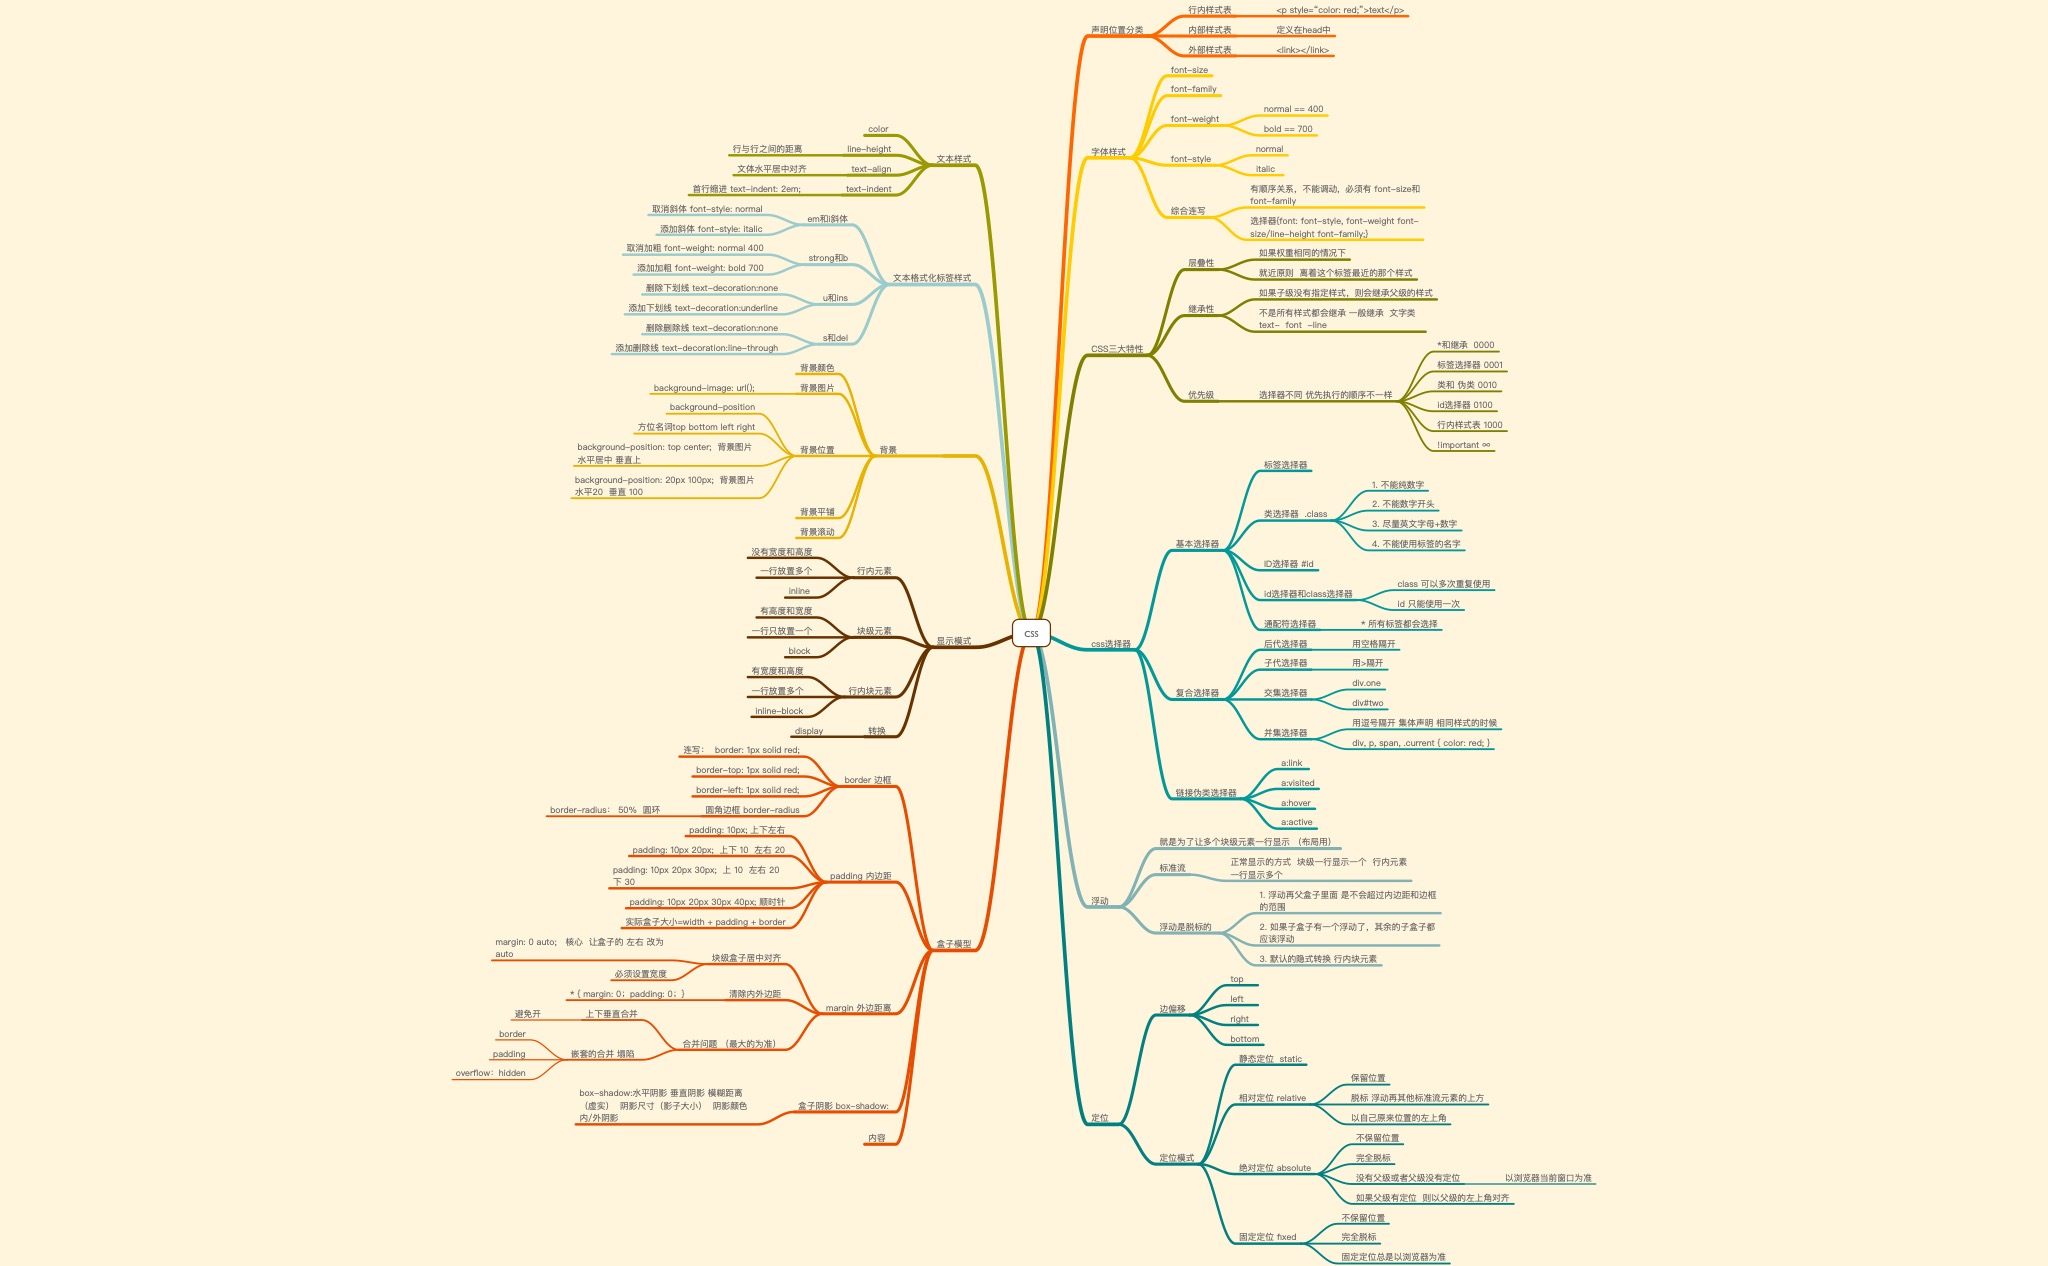 CSS
声明位置分类
行内样式表
<p style="color: red;">text</p>
内部样式表
定义在head中
外部样式表
<link></link>
字体样式
font-size
font-family
font-weight
normal == 400
bold == 700
font-style
normal
italic
综合连写
有顺序关系，不能调动，必须有 font-size和
font-family
选择器{font: font-style, font-weight font-
size/line-height font-family;}
CSS三大特性
层叠性
如果权重相同的情况下
就近原则 离着这个标签最近的那个样式
继承性
如果子级没有指定样式，则会继承父级的样式
不是所有样式都会继承 一般继承 文字类
text- font -line
优先级
选择器不同 优先执行的顺序不一样
*和继承 0000
标签选择器 0001
类和 伪类 0010
id选择器 0100
行内样式表 1000
!important ∞
css选择器
基本选择器
标签选择器
类选择器 .class
1. 不能纯数字
2. 不能数字开头
3. 尽量英文字母+数字
4. 不能使用标签的名字
ID选择器 #id
id选择器和class选择器
class 可以多次重复使用
id 只能使用一次
通配符选择器
* 所有标签都会选择
复合选择器
后代选择器
用空格隔开
子代选择器
用>隔开
交集选择器
div.one
div#two
并集选择器
用逗号隔开 集体声明 相同样式的时候
div, p, span, .current { color: red; }
链接伪类选择器
a:link
a:visited
a:hover
a:active
浮动
就是为了让多个块级元素一行显示 （布局用）
标准流
正常显示的方式 块级一行显示一个 行内元素
一行显示多个
浮动是脱标的
1. 浮动再父盒子里面 是不会超过内边距和边框
的范围
2. 如果子盒子有一个浮动了，其余的子盒子都
应该浮动
3. 默认的隐式转换 行内块元素
定位
边偏移
top
left
right
bottom
定位模式
静态定位 static
相对定位 relative
保留位置
脱标 浮动再其他标准流元素的上方
以自己原来位置的左上角
绝对定位 absolute
不保留位置
完全脱标
没有父级或者父级没有定位
以浏览器当前窗口为准
如果父级有定位 则以父级的左上角对齐
固定定位 fixed
不保留位置
完全脱标
固定定位总是以浏览器为准
文本样式
color
line-height
行与行之间的距离
text-align
文体水平居中对齐
text-indent
首行缩进 text-indent: 2em;
文本格式化标签样式
em和i斜体
取消斜体 font-style: normal
添加斜体 font-style: italic
strong和b
取消加粗 font-weight: normal 400
添加加粗 font-weight: bold 700
u和ins
删除下划线 text-decoration:none
添加下划线 text-decoration:underline
s和del
删除删除线 text-decoration:none
添加删除线 text-decoration:line-through
背景
背景颜色
背景图片
background-image: url();
背景位置
background-position
方位名词top bottom left right
background-position: top center; 背景图片
水平居中 垂直上
background-position: 20px 100px; 背景图片
水平20 垂直 100
背景平铺
背景滚动
显示模式
行内元素
没有宽度和高度
一行放置多个
inline
块级元素
有高度和宽度
一行只放置一个
block
行内块元素
有宽度和高度
一行放置多个
inline-block
转换
display
盒子模型
border 边框
连写： border: 1px solid red;
border-top: 1px solid red;
border-left: 1px solid red;
圆角边框 border-radius
border-radius： 50% 圆环
padding 内边距
padding: 10px; 上下左右
padding: 10px 20px; 上下 10 左右 20
padding: 10px 20px 30px; 上 10 左右 20
下 30
padding: 10px 20px 30px 40px; 顺时针
实际盒子大小=width + padding + border
margin 外边距离
块级盒子居中对齐
margin: 0 auto; 核心 让盒子的 左右 改为
auto
必须设置宽度
清除内外边距
* { margin: 0；padding: 0；}
合并问题 （最大的为准）
上下垂直合并
避免开
嵌套的合并 塌陷
border
padding
overflow：hidden
盒子阴影 box-shadow:
box-shadow:水平阴影 垂直阴影 模糊距离
（虚实） 阴影尺寸（影子大小） 阴影颜色
内/外阴影
内容